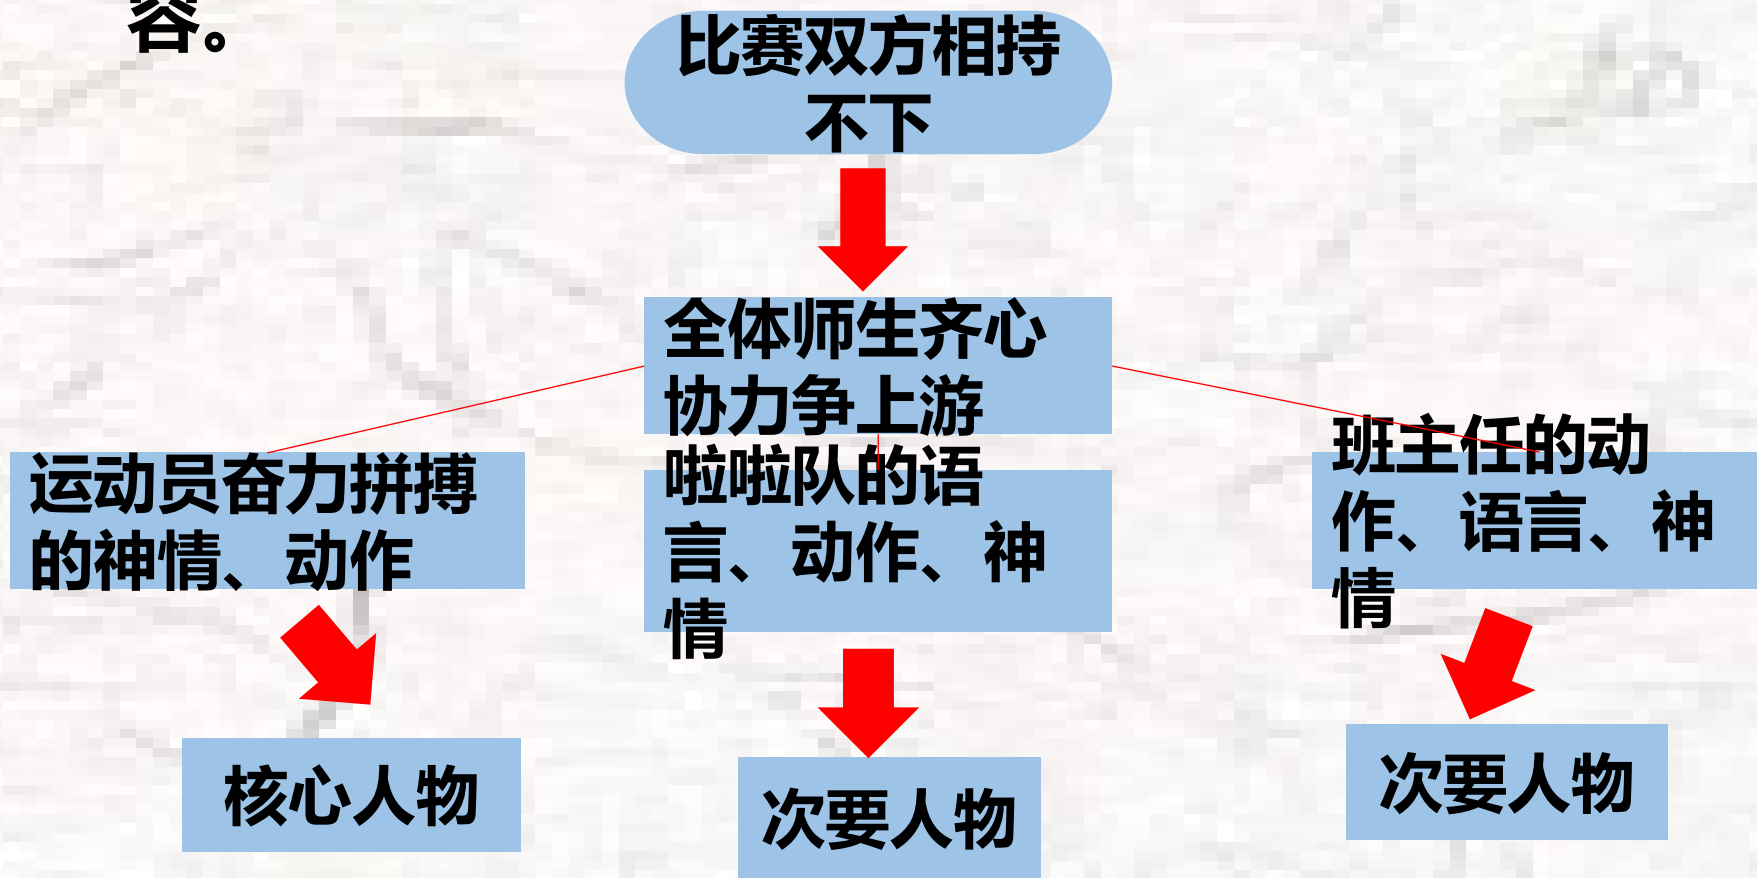 容。
比赛双方相持
不下
全体师生齐心
协力争上游
运动员奋力拼搏
的神情、动作
啦啦队的语
言、动作、神
情
班主任的动
作、语言、神
情
核心人物
次要人物
次要人物